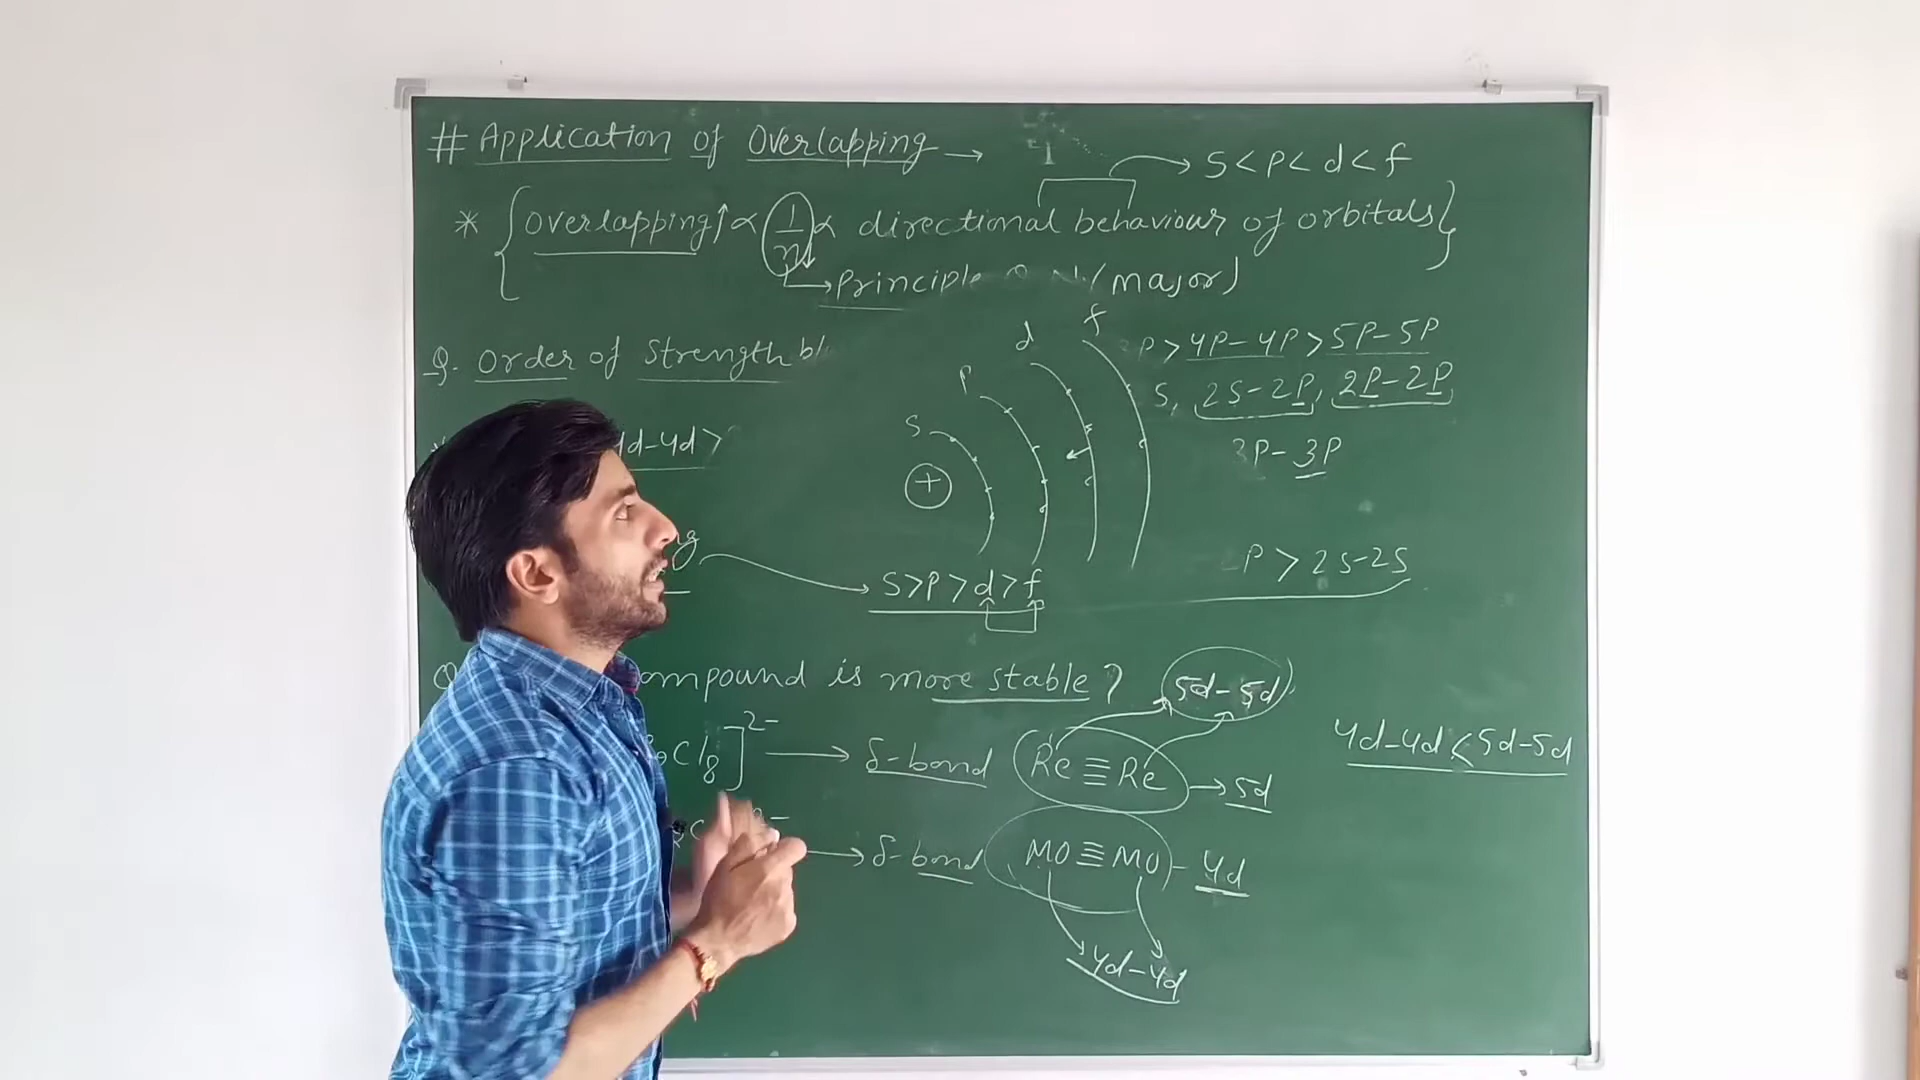 # Application of Overlapping →
S < P < d < f
* { Overlapping↑ ∝ 1/n↓ ∝ directional behaviour of orbitals }
→ Principle (major)
Q. Order of Strength b/
P > 4P-4P > 5P-5P
S, 2S-2P, 2P-2P
4d >
3P-3P
S P d f
+
P > 2S-2S
S > P > d > f
ompound is more stable ?
5d-5d
Cl8]2- → δ-bond Re ≡ Re → 5d
4d-4d < 5d-5d
→ δ-bond MO ≡ MO - 4d
4d-4d